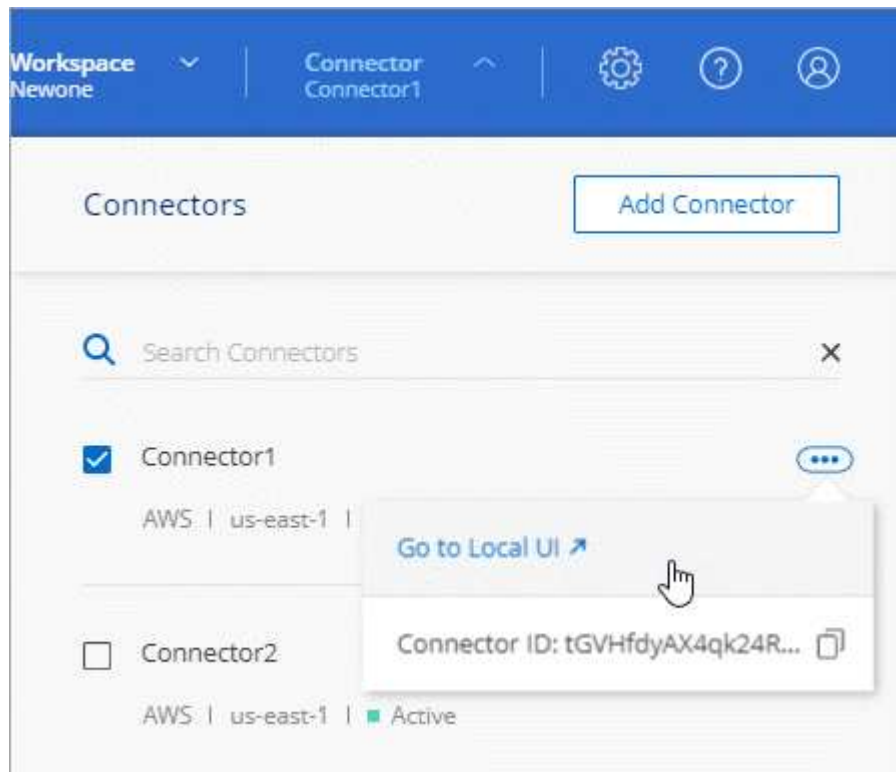 Workspace
Newone
Connector
Connector1
Connectors
Add Connector
Search Connectors
Connector1
AWS | us-east-1 |
Go to Local UI
Connector ID: tGVHfdyAX4qk24R...
Connector2
AWS | us-east-1 | Active